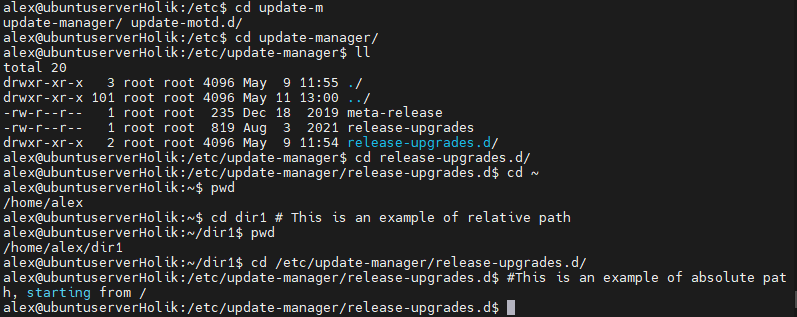 alex@ubuntuserverHolik:/etc$ cd update-m
update-manager/ update-motd.d/
alex@ubuntuserverHolik:/etc$ cd update-manager/
alex@ubuntuserverHolik:/etc/update-manager$ ll
total 20
drwxr-xr-x   3 root root 4096 May  9 11:55 ./
drwxr-xr-x 101 root root 4096 May 11 13:00 ../
-rw-r--r--   1 root root  235 Dec 18  2019 meta-release
-rw-r--r--   1 root root  819 Aug  3  2021 release-upgrades
drwxr-xr-x   2 root root 4096 May  9 11:54 release-upgrades.d/
alex@ubuntuserverHolik:/etc/update-manager$ cd release-upgrades.d/
alex@ubuntuserverHolik:/etc/update-manager/release-upgrades.d$ cd ~
alex@ubuntuserverHolik:~$ pwd
/home/alex
alex@ubuntuserverHolik:~$ cd dir1 # This is an example of relative path
alex@ubuntuserverHolik:~/dir1$ pwd
/home/alex/dir1
alex@ubuntuserverHolik:~/dir1$ cd /etc/update-manager/release-upgrades.d/
alex@ubuntuserverHolik:/etc/update-manager/release-upgrades.d$ #This is an example of absolute pat
h, starting from /
alex@ubuntuserverHolik:/etc/update-manager/release-upgrades.d$